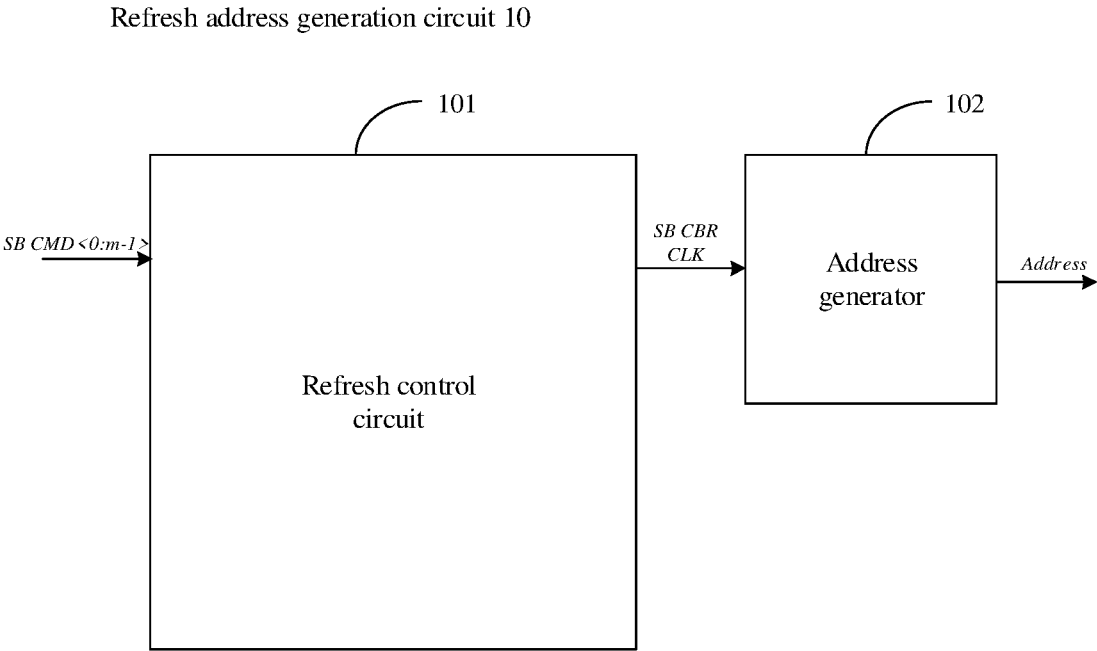 Refresh address generation circuit 10
101
102
SB CMD<0:m-1>
SB CBR
CLK
Address
generator
Address
Refresh control
circuit